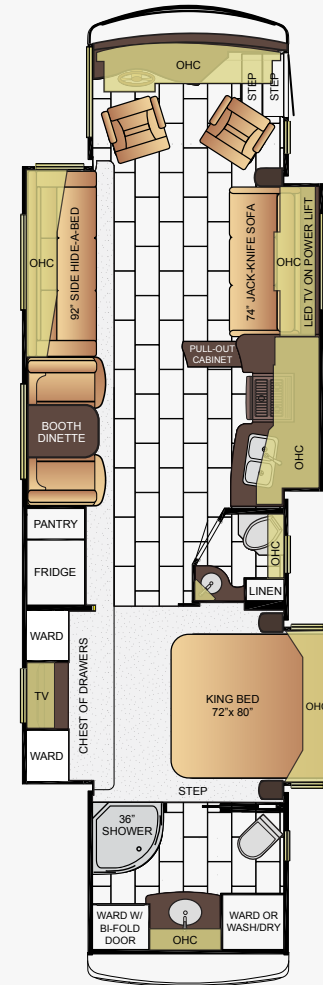 OHC
STEP
STEP
OHC
92" SIDE HIDE-A-BED
74" JACK-KNIFE SOFA
OHC
LED TV ON POWER LIFT
PULL-OUT
CABINET
BOOTH
DINETTE
OHC
PANTRY
FRIDGE
OHC
LINEN
WARD
TV
WARD
CHEST OF DRAWERS
KING BED
72"x 80"
OHC
STEP
36"
SHOWER
WARD W/
BI-FOLD
DOOR
OHC
WARD OR
WASH/DRY